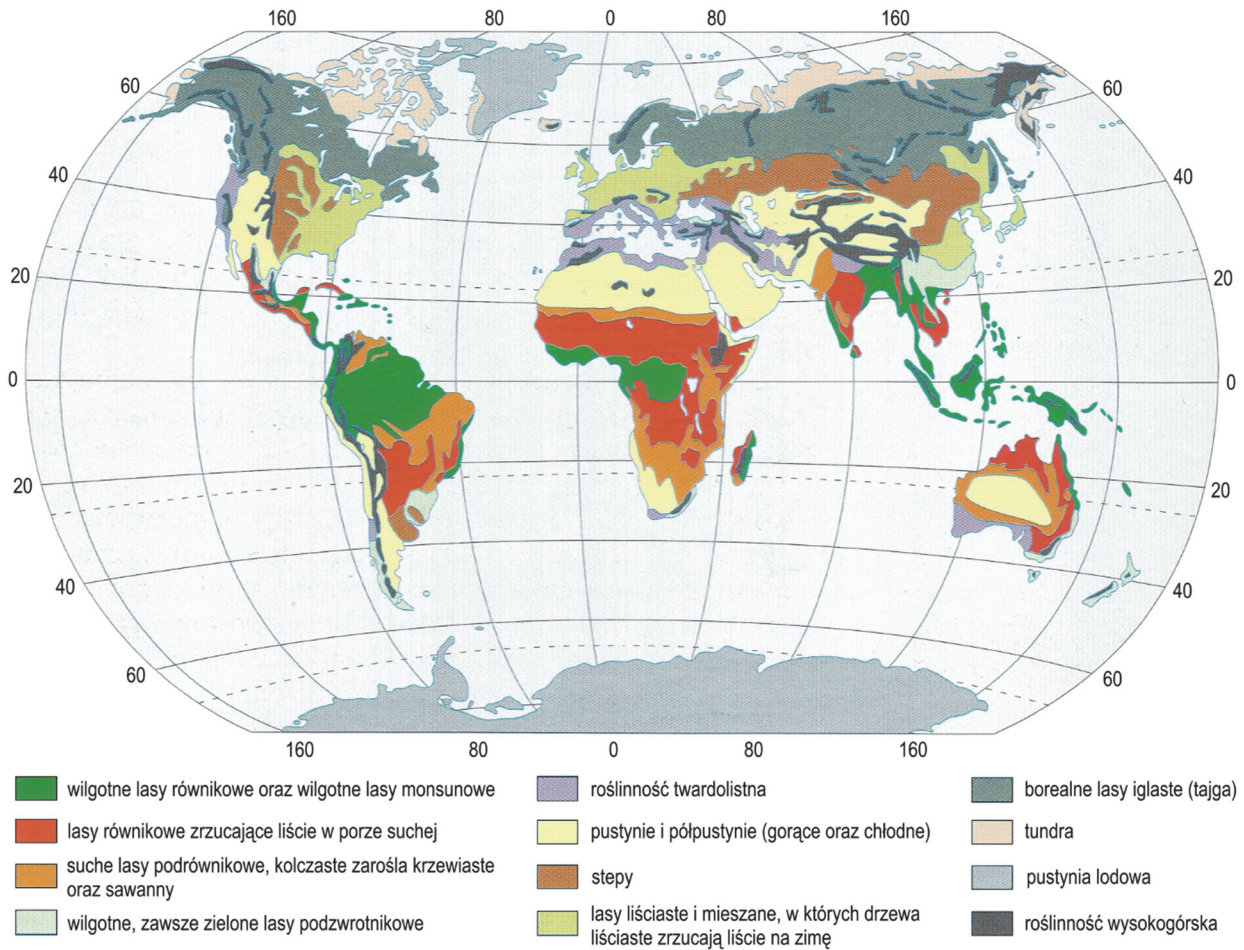 160 80 0 80 160
60 60
40 40
20 20
0 0
20 20
40 40
60 60
160 80 0 80 160
wilgotne lasy równikowe oraz wilgotne lasy monsunowe
lasy równikowe zrzucające liście w porze suchej
suche lasy podrównikowe, kolczaste zarośla krzewiaste
oraz sawanny
wilgotne, zawsze zielone lasy podzwrotnikowe
roślinność twardolistna
pustynie i półpustynie (gorące oraz chłodne)
stepy
lasy liściaste i mieszane, w których drzewa
liściaste zrzucają liście na zimę
borealne lasy iglaste (tajga)
tundra
pustynia lodowa
roślinność wysokogórska